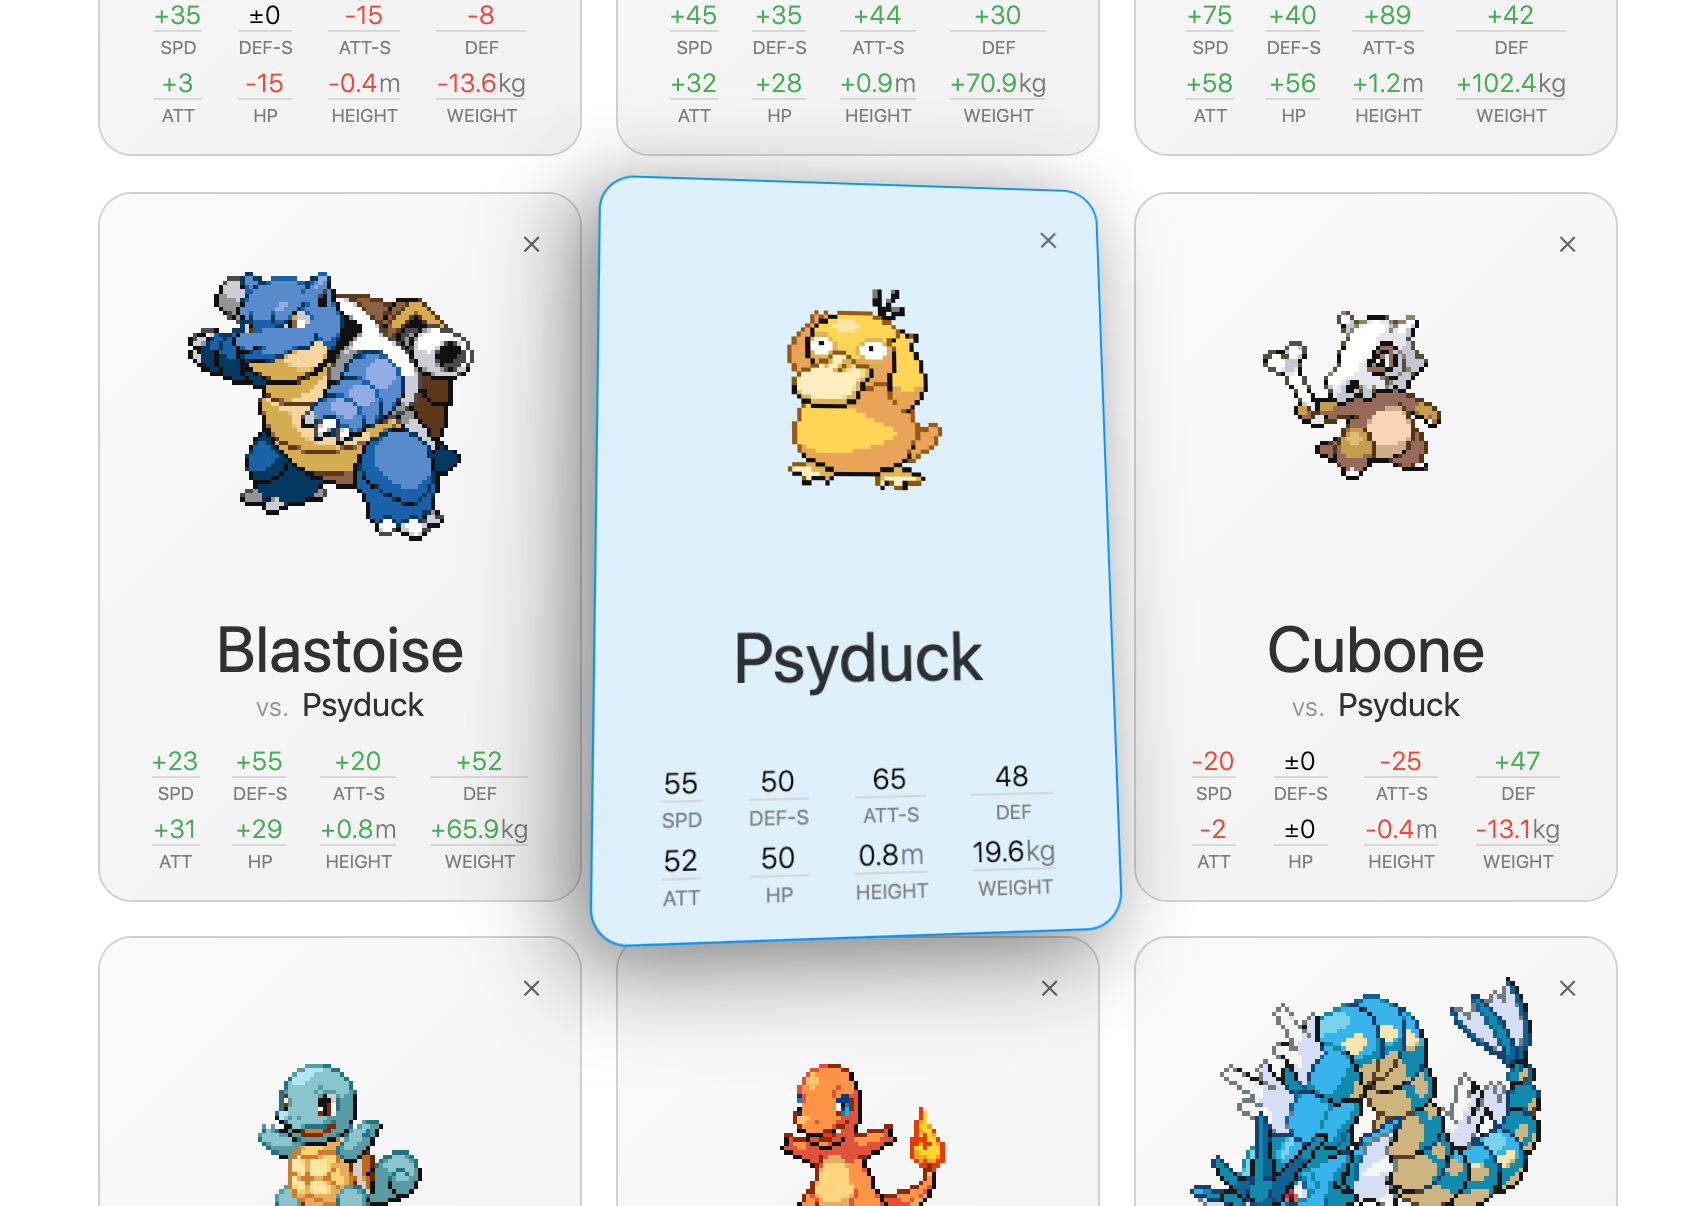 +35 ±0 -15 -8
SPD DEF-S ATT-S DEF
+3 -15 -0.4m -13.6kg
ATT HP HEIGHT WEIGHT
+45 +35 +44 +30
SPD DEF-S ATT-S DEF
+32 +28 +0.9m +70.9kg
ATT HP HEIGHT WEIGHT
+75 +40 +89 +42
SPD DEF-S ATT-S DEF
+58 +56 +1.2m +102.4kg
ATT HP HEIGHT WEIGHT
Blastoise
vs. Psyduck
+23 +55 +20 +52
SPD DEF-S ATT-S DEF
+31 +29 +0.8m +65.9kg
ATT HP HEIGHT WEIGHT
Psyduck
55 50 65 48
SPD DEF-S ATT-S DEF
52 50 0.8m 19.6kg
ATT HP HEIGHT WEIGHT
Cubone
vs. Psyduck
-20 ±0 -25 +47
SPD DEF-S ATT-S DEF
-2 ±0 -0.4m -13.1kg
ATT HP HEIGHT WEIGHT